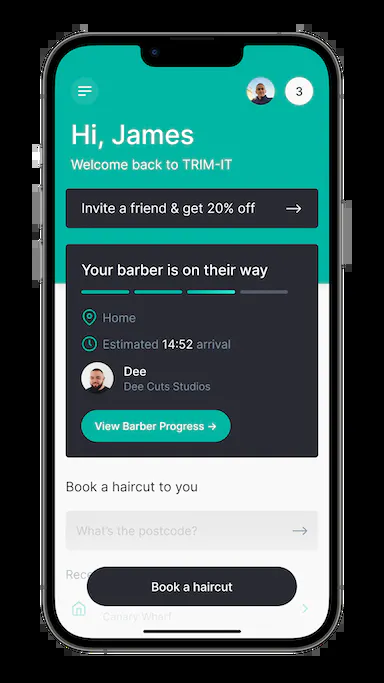 3
Hi, James
Welcome back to TRIM-IT
Invite a friend & get 20% off →
Your barber is on their way
Home
Estimated 14:52 arrival
Dee
Dee Cuts Studios
View Barber Progress →
Book a haircut to you
What's the postcode? →
Book a haircut
Canary Wharf